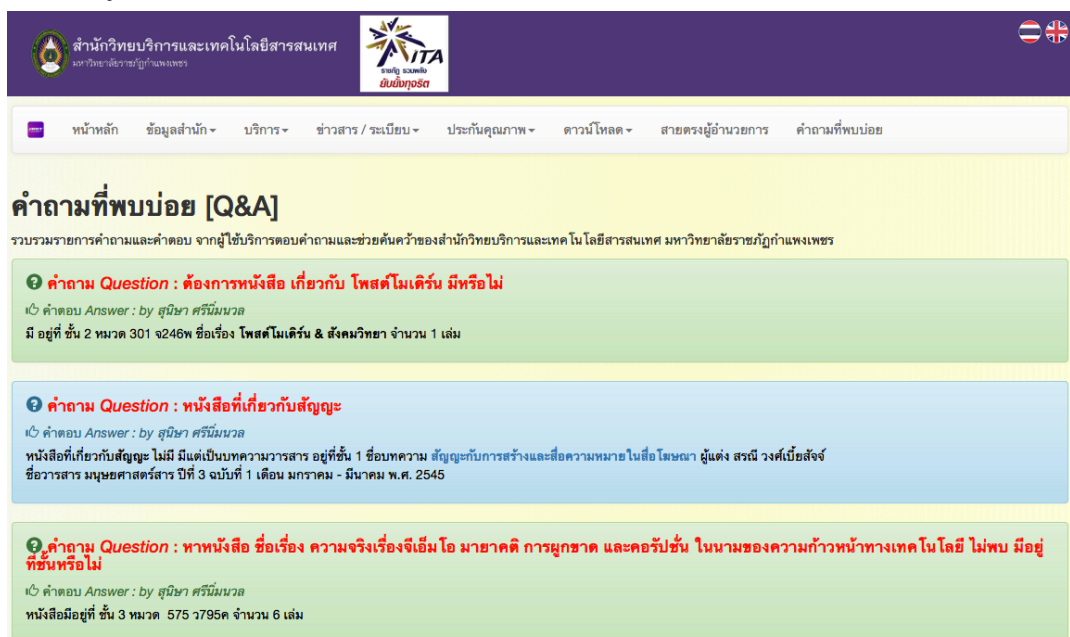 สำนักวิทยบริการและเทคโนโลยีสารสนเทศ
มหาวิทยาลัยราชภัฏกำแพงเพชร
ITA
ราชภัฏ รวมพลัง
ยับยั้งทุจริต
หน้าหลัก ข้อมูลสำนัก บริการ ข่าวสาร / ระเบียบ ประกันคุณภาพ ดาวน์โหลด สายตรงผู้อำนวยการ คำถามที่พบบ่อย
คำถามที่พบบ่อย [Q&A]
รวบรวมรายการคำถามและคำตอบ จากผู้ใช้บริการตอบคำถามและช่วยค้นคว้าของสำนักวิทยบริการและเทคโนโลยีสารสนเทศ มหาวิทยาลัยราชภัฏกำแพงเพชร
คำถาม Question : ต้องการหนังสือ เกี่ยวกับ โพสต์โมเดิร์น มีหรือไม่
คำตอบ Answer : by สุนิษา ศรีนิ่มนวล
มี อยู่ที่ ชั้น 2 หมวด 301 จ246พ ชื่อเรื่อง โพสต์โมเดิร์น & สังคมวิทยา จำนวน 1 เล่ม
คำถาม Question : หนังสือที่เกี่ยวกับสัญญะ
คำตอบ Answer : by สุนิษา ศรีนิ่มนวล
หนังสือที่เกี่ยวกับสัญญะ ไม่มี มีแต่เป็นบทความวารสาร อยู่ที่ชั้น 1 ชื่อบทความ สัญญะกับการสร้างและสื่อความหมายในสื่อโฆษณา ผู้แต่ง สรณี วงศ์เบี้ยสัจจ์
ชื่อวารสาร มนุษยศาสตร์สาร ปีที่ 3 ฉบับที่ 1 เดือน มกราคม - มีนาคม พ.ศ. 2545
คำถาม Question : หาหนังสือ ชื่อเรื่อง ความจริงเรื่องจีเอ็มโอ มายาคติ การผูกขาด และคอรัปชั่น ในนามของความก้าวหน้าทางเทคโนโลยี ไม่พบ มีอยู่
ที่ชั้นหรือไม่
คำตอบ Answer : by สุนิษา ศรีนิ่มนวล
หนังสือมีอยู่ที่ ชั้น 3 หมวด 575 ว795ค จำนวน 6 เล่ม